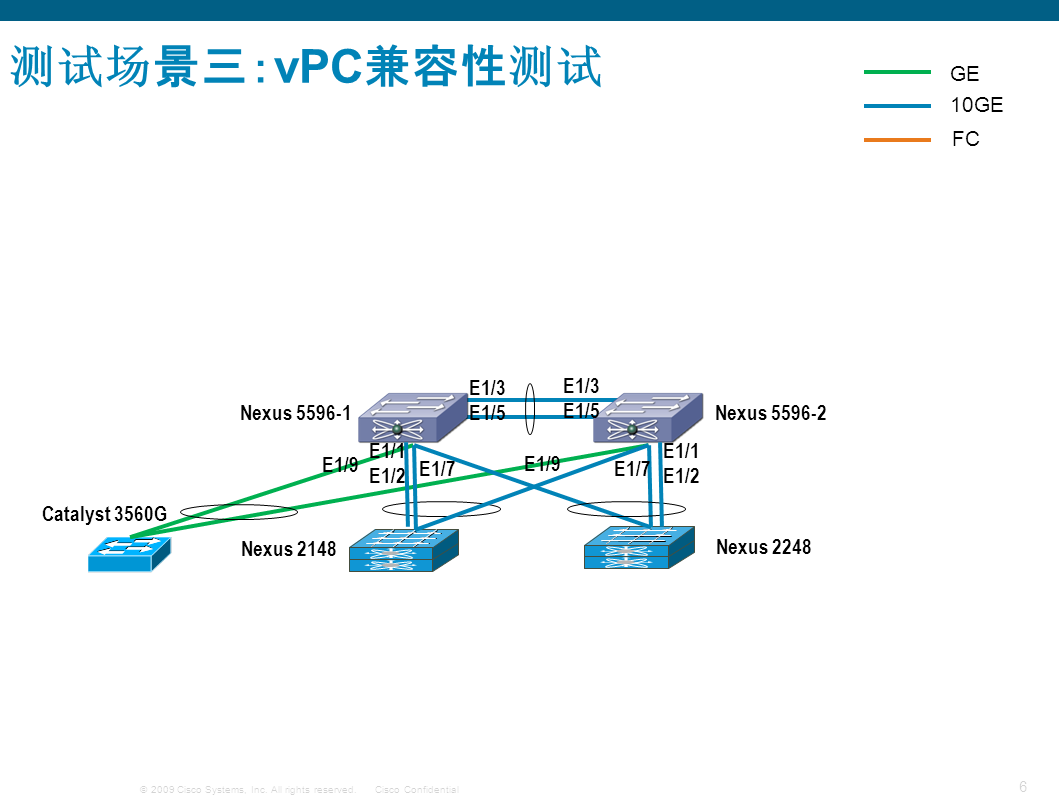 测试场景三：vPC兼容性测试
GE
10GE
FC
E1/3
E1/5
E1/3
E1/5
Nexus 5596-1
Nexus 5596-2
E1/1
E1/2
E1/9
E1/7
E1/9
E1/7
E1/1
E1/2
Catalyst 3560G
Nexus 2148
Nexus 2248
© 2009 Cisco Systems, Inc. All rights reserved. Cisco Confidential
6